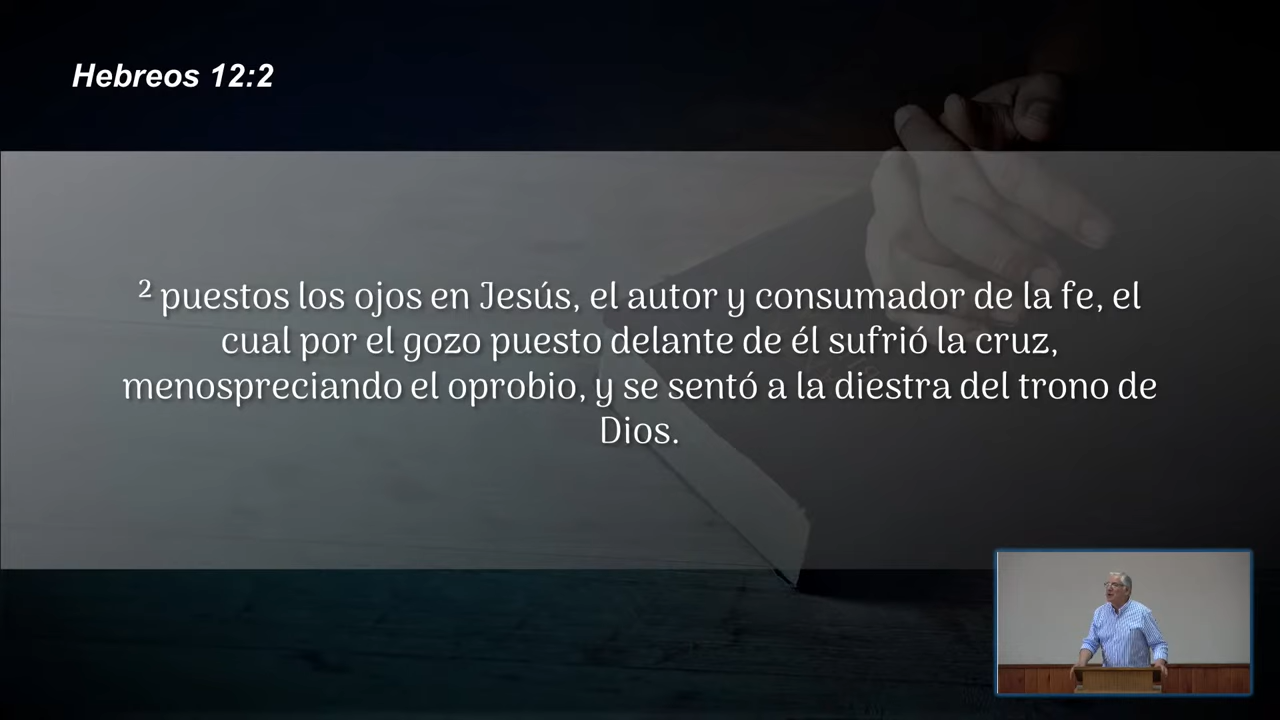 Hebreos 12:2
² puestos los ojos en Jesús, el autor y consumador de la fe, el
cual por el gozo puesto delante de él sufrió la cruz,
menospreciando el oprobio, y se sentó a la diestra del trono de
Dios.